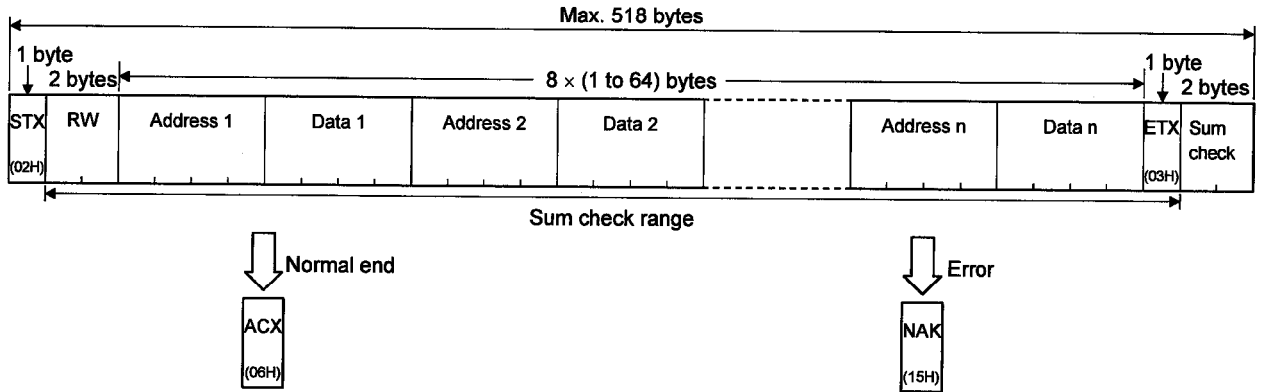 Max. 518 bytes
1 byte
2 bytes
8 × (1 to 64) bytes
1 byte
2 bytes
STX
(02H)
RW
Address 1
Data 1
Address 2
Data 2
Address n
Data n
ETX
(03H)
Sum
check
Sum check range
Normal end
Error
ACX
(06H)
NAK
(15H)